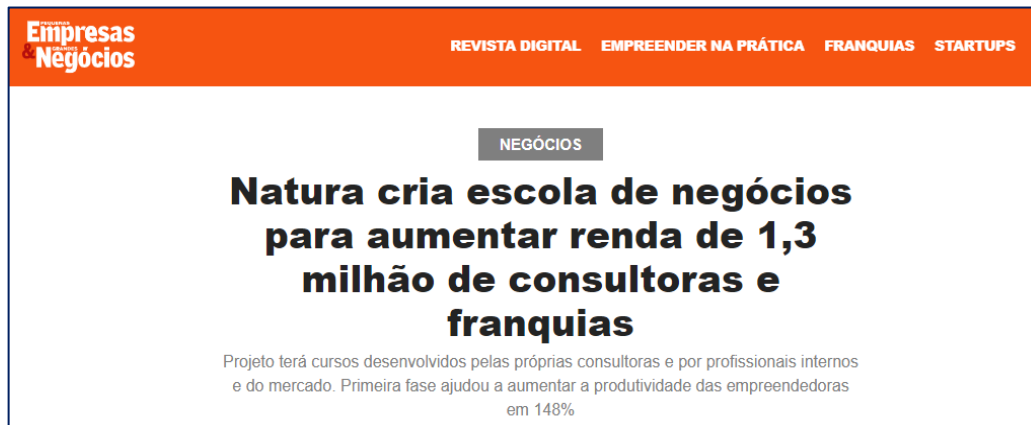 PEQUENAS
Empresas
& GRANDES
Negócios
REVISTA DIGITAL EMPREENDER NA PRÁTICA FRANQUIAS STARTUPS
NEGÓCIOS
Natura cria escola de negócios
para aumentar renda de 1,3
milhão de consultoras e
franquias
Projeto terá cursos desenvolvidos pelas próprias consultoras e por profissionais internos
e do mercado. Primeira fase ajudou a aumentar a produtividade das empreendedoras
em 148%